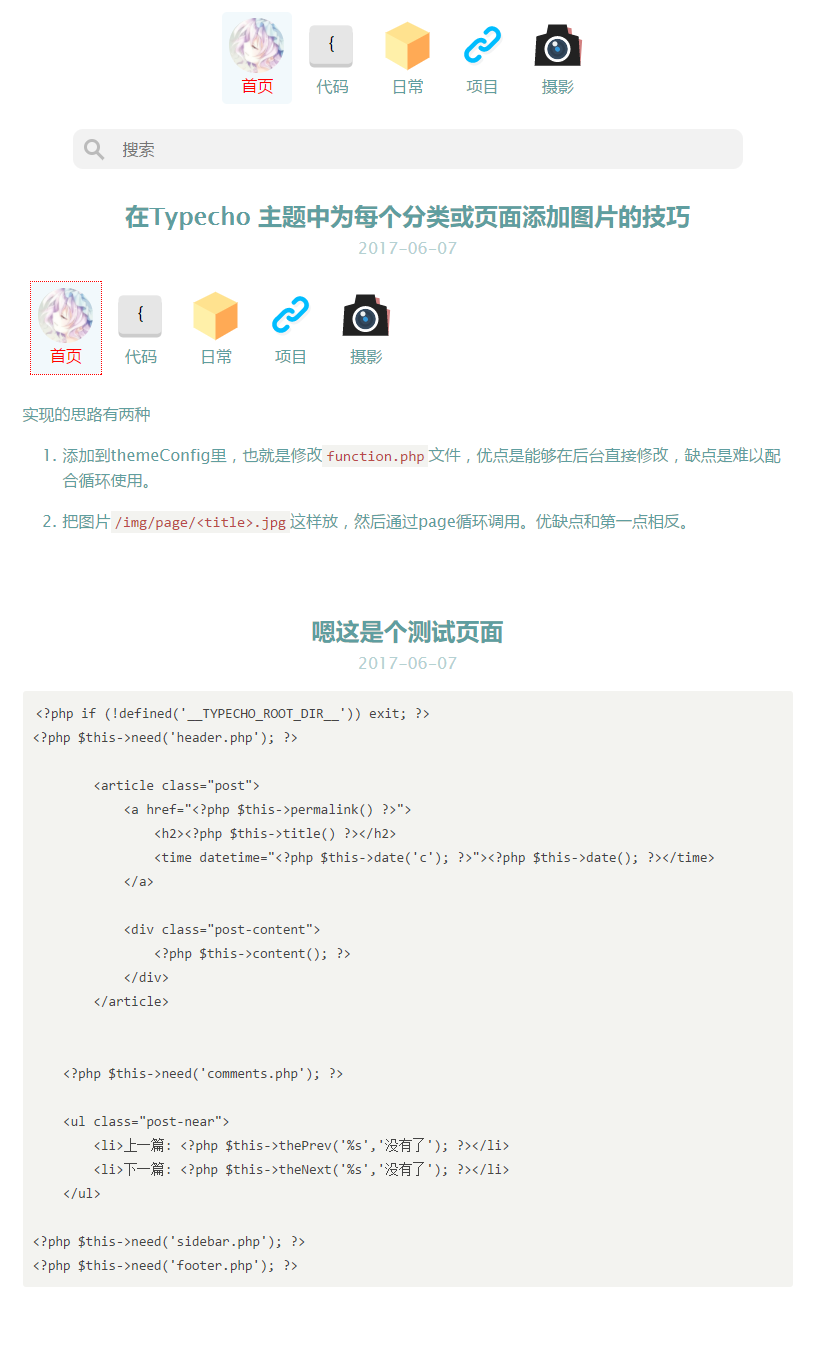 {
首页 代码 日常 项目 摄影
搜索
在Typecho 主题中为每个分类或页面添加图片的技巧
2017-06-07
{
首页 代码 日常 项目 摄影
实现的思路有两种
1. 添加到themeConfig里，也就是修改function.php文件，优点是能够在后台直接修改，缺点是难以配
合循环使用。
2. 把图片/img/page/<title>.jpg这样放，然后通过page循环调用。优缺点和第一点相反。
嗯这是个测试页面
2017-06-07
<?php if (!defined('__TYPECHO_ROOT_DIR__')) exit; ?>
<?php $this->need('header.php'); ?>
<article class="post">
<a href="<?php $this->permalink() ?>">
<h2><?php $this->title() ?></h2>
<time datetime="<?php $this->date('c'); ?>"><?php $this->date(); ?></time>
</a>
<div class="post-content">
<?php $this->content(); ?>
</div>
</article>
<?php $this->need('comments.php'); ?>
<ul class="post-near">
<li>上一篇: <?php $this->thePrev('%s','没有了'); ?></li>
<li>下一篇: <?php $this->theNext('%s','没有了'); ?></li>
</ul>
<?php $this->need('sidebar.php'); ?>
<?php $this->need('footer.php'); ?>